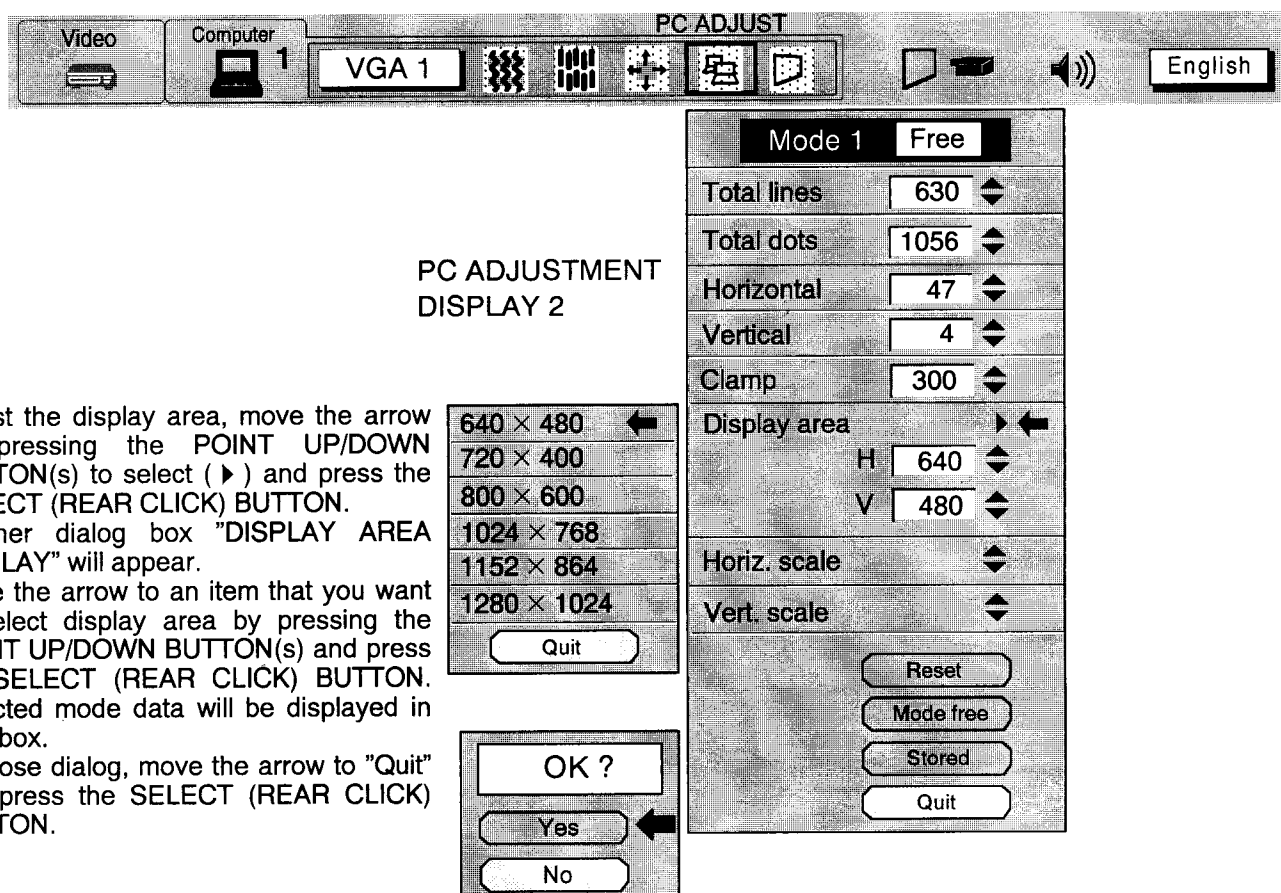 PC ADJUST
Video
Computer
1
VGA 1
English
PC ADJUSTMENT
DISPLAY 2
st the display area, move the arrow
pressing the POINT UP/DOWN
TON(s) to select ( ▶ ) and press the
ECT (REAR CLICK) BUTTON.
her dialog box "DISPLAY AREA
LAY" will appear.
e the arrow to an item that you want
elect display area by pressing the
NT UP/DOWN BUTTON(s) and press
SELECT (REAR CLICK) BUTTON.
cted mode data will be displayed in
box.
ose dialog, move the arrow to "Quit"
press the SELECT (REAR CLICK)
TON.
640 × 480
720 × 400
800 × 600
1024 × 768
1152 × 864
1280 × 1024
Quit
OK ?
Yes
No
Mode 1 Free
Total lines 630
Total dots 1056
Horizontal 47
Vertical 4
Clamp 300
Display area
H 640
V 480
Horiz. scale
Vert. scale
Reset
Mode free
Stored
Quit